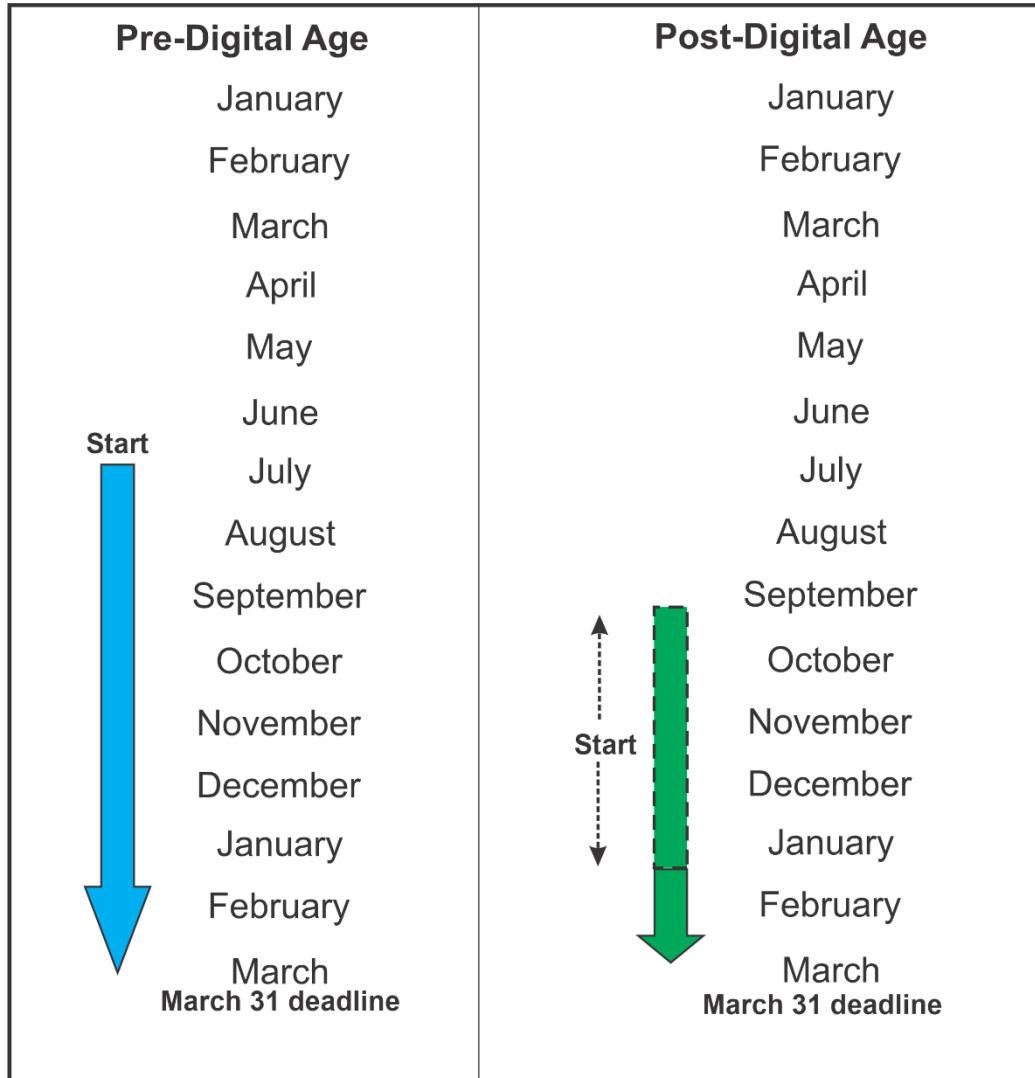 Pre-Digital Age
January
February
March
April
May
June
Start
July
August
September
October
November
December
January
February
March
March 31 deadline
Post-Digital Age
January
February
March
April
May
June
July
August
September
October
November
Start
December
January
February
March
March 31 deadline